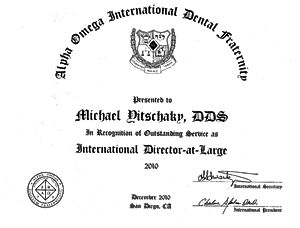 Alpha Omega International Dental Fraternity
Presented to
Michael Yitschaky, DDS
In Recognition of Outstanding Service as
International Director-at-Large
2010
International Secretary
December 2010
San Diego, CA
International President